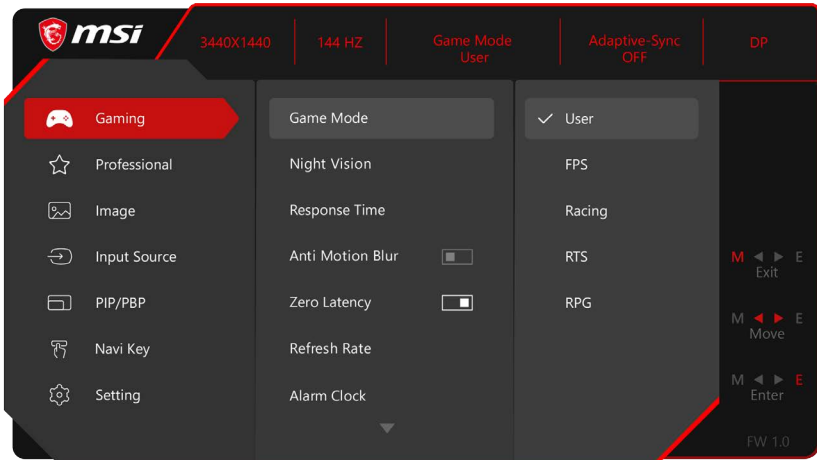 msi
3440X1440
144 HZ
Game Mode
User
Adaptive-Sync
OFF
DP
Gaming
Professional
Image
Input Source
PIP/PBP
Navi Key
Setting
Game Mode
Night Vision
Response Time
Anti Motion Blur
Zero Latency
Refresh Rate
Alarm Clock
User
FPS
Racing
RTS
RPG
M ◀ ▶ E
Exit
M ◀ ▶ E
Move
M ◀ ▶ E
Enter
FW 1.0